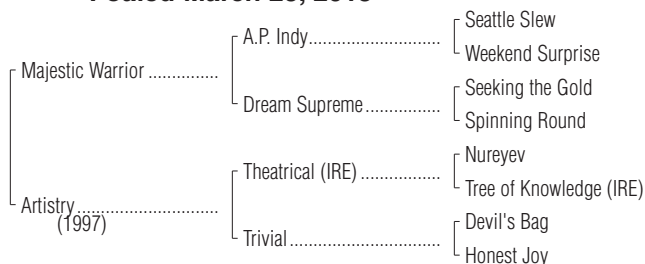 Seattle Slew
A.P. Indy..............................
Weekend Surprise
Majestic Warrior ...............
Seeking the Gold
Dream Supreme.................
Spinning Round
Nureyev
Theatrical (IRE) ..................
Tree of Knowledge (IRE)
Artistry................................
(1997)
Devil's Bag
Trivial..................................
Honest Joy